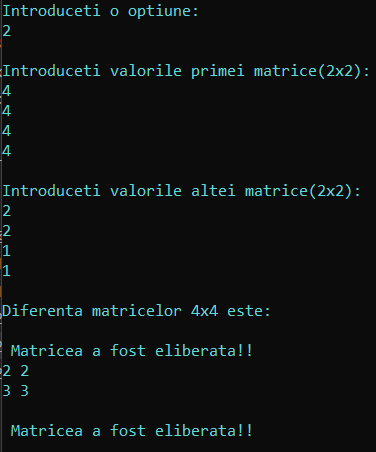 Introduceti o optiune:
2
Introduceti valorile primei matrice(2x2):
4
4
4
4
Introduceti valorile altei matrice(2x2):
2
2
1
1
Diferenta matricelor 4x4 este:
Matricea a fost eliberata!!
2 2
3 3
Matricea a fost eliberata!!